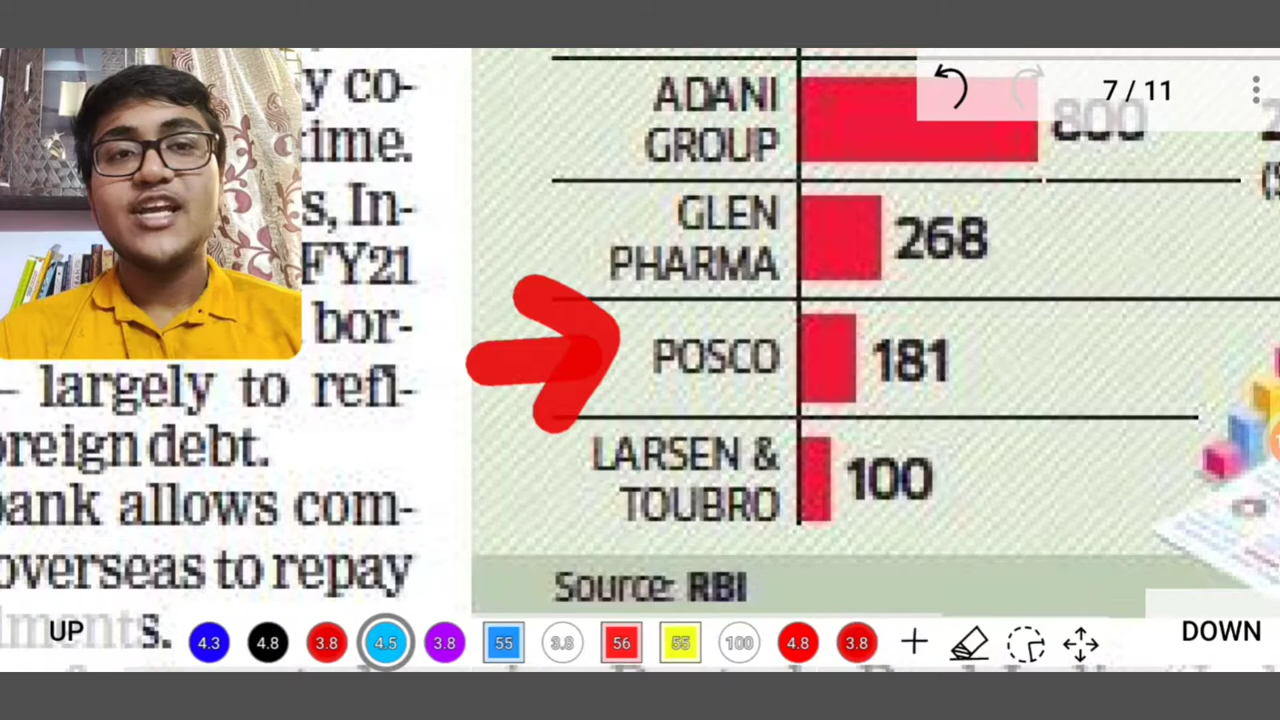 y co-
time.
s, In-
FY21
bor-
– largely to refi-
oreign debt.
bank allows com-
overseas to repay
lments.
ADANI
GROUP
800
GLEN
PHARMA
268
POSCO
181
LARSEN &
TOUBRO
100
Source: RBI
7 / 11
UP
4.3
4.8
3.8
4.5
3.8
55
3.8
56
55
100
4.8
3.8
+
DOWN